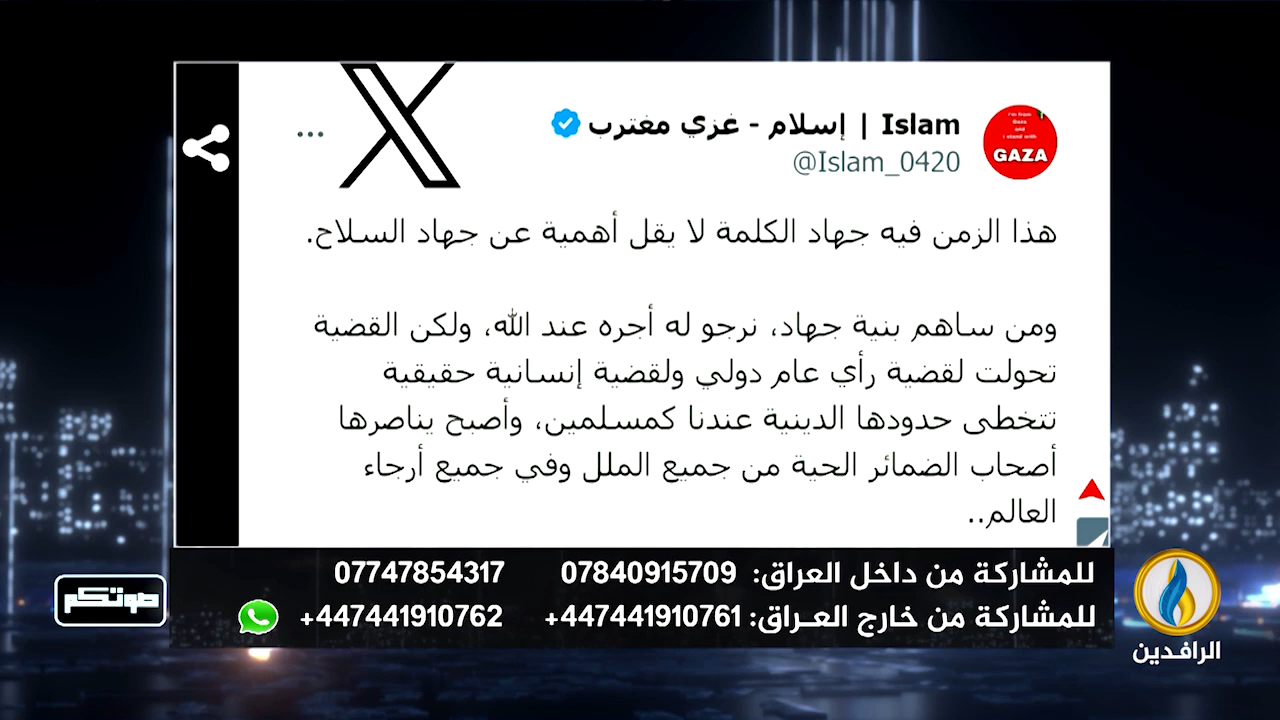 Islam | إسلام - غزي مغترب
@Islam_0420
I'm from
Gaza
and
I stand with
GAZA
هذا الزمن فيه جهاد الكلمة لا يقل أهمية عن جهاد السلاح.
ومن ساهم بنية جهاد، نرجو له أجره عند الله، ولكن القضية
تحولت لقضية رأي عام دولي ولقضية إنسانية حقيقية
تتخطى حدودها الدينية عندنا كمسلمين، وأصبح يناصرها
أصحاب الضمائر الحية من جميع الملل وفي جميع أرجاء
العالم..
للمشاركة من داخل العراق: 07840915709 07747854317
للمشاركة من خارج العـراق: 447441910761+ 447441910762+
صوتكم
الرافدين